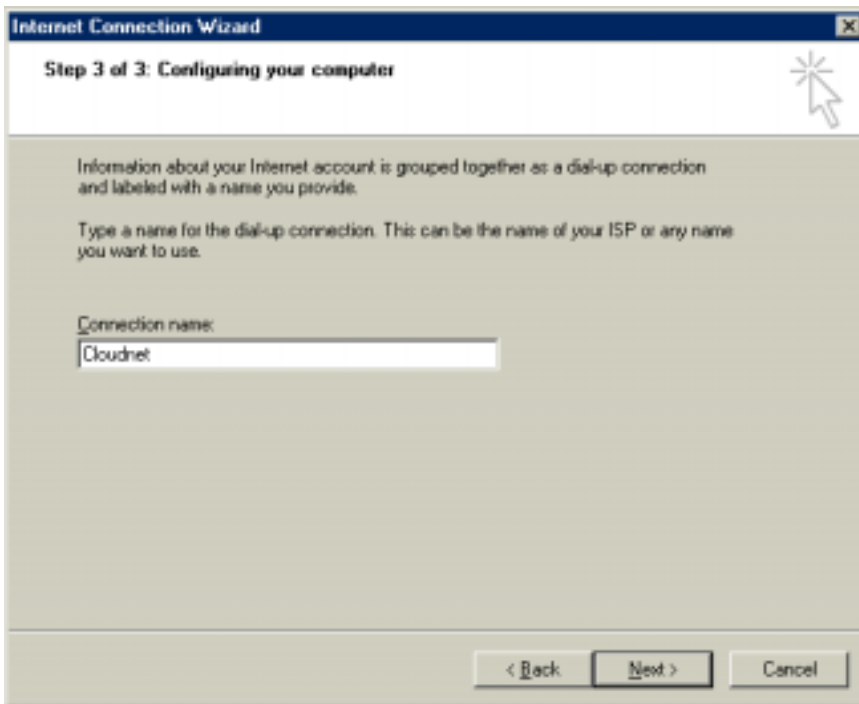 Internet Connection Wizard
Step 3 of 3: Configuring your computer
Information about your Internet account is grouped together as a dial-up connection
and labeled with a name you provide.
Type a name for the dial-up connection. This can be the name of your ISP or any name
you want to use.
Connection name:
Cloudnet
< Back
Next >
Cancel